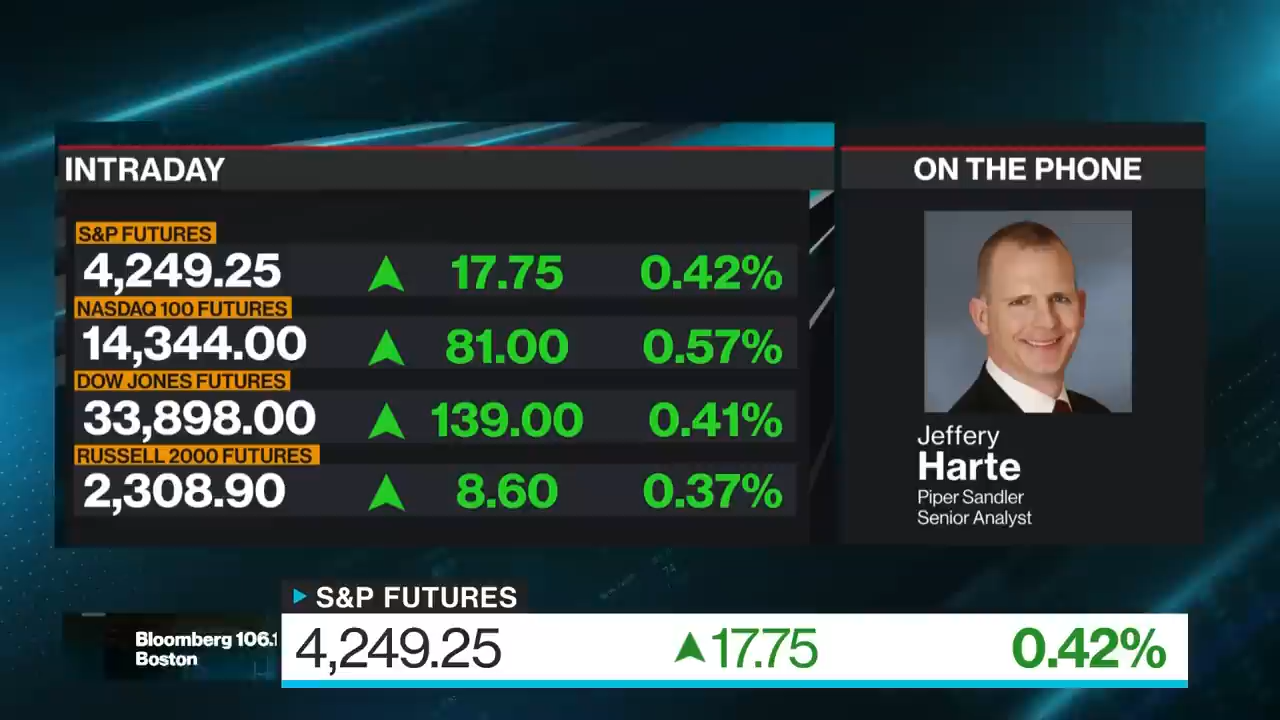 INTRADAY
S&P FUTURES
4,249.25 ▲ 17.75 0.42%
NASDAQ 100 FUTURES
14,344.00 ▲ 81.00 0.57%
DOW JONES FUTURES
33,898.00 ▲ 139.00 0.41%
RUSSELL 2000 FUTURES
2,308.90 ▲ 8.60 0.37%
ON THE PHONE
Jeffery
Harte
Piper Sandler
Senior Analyst
S&P FUTURES
4,249.25 ▲17.75 0.42%
Bloomberg 106.1
Boston